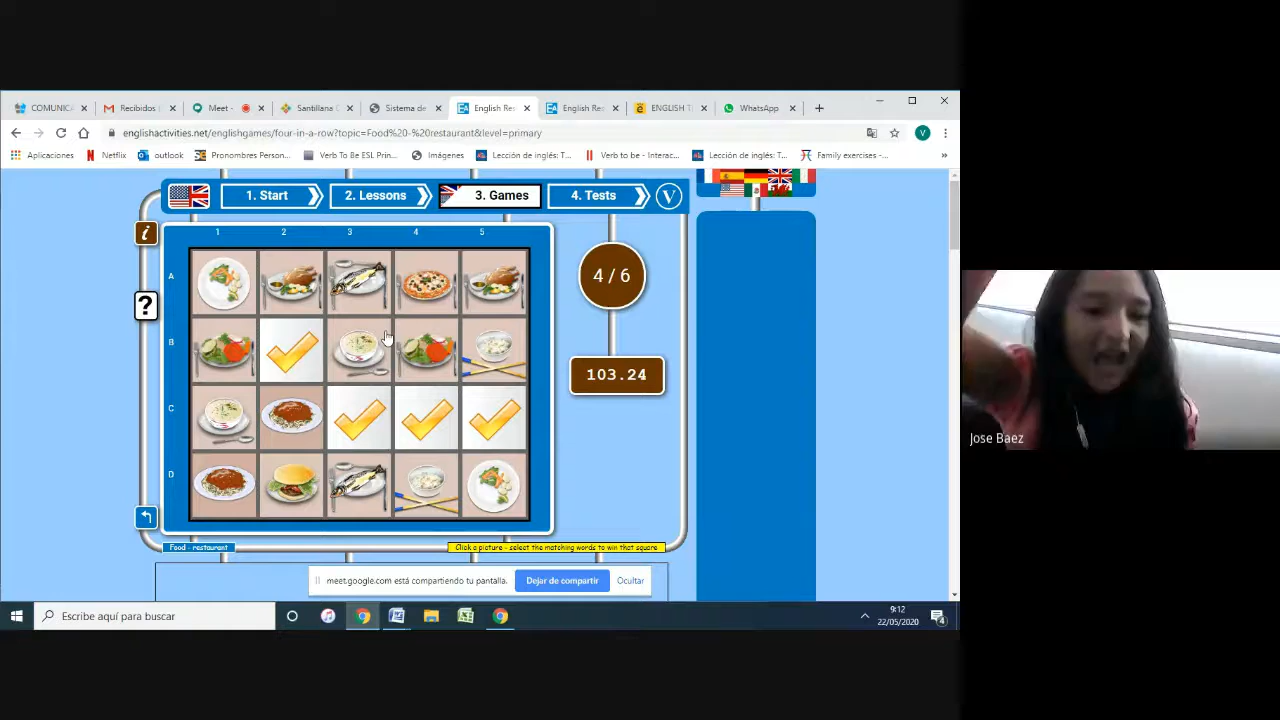 COMUNICA
Recibidos
Meet -
Santillana C
Sistema de
English Res
English Res
ENGLISH T
WhatsApp
englishactivities.net/englishgames/four-in-a-row?topic=Food%20-%20restaurant&level=primary
V
Aplicaciones
Netflix
outlook
Pronombres Person...
Verb To Be ESL Prin...
Imágenes
Lección de inglés: T...
Verb to be - Interac...
Lección de inglés: T...
Family exercises -...
»
1. Start
2. Lessons
3. Games
4. Tests
V
i
1 2 3 4 5
A
4 / 6
?
B
103.24
C
D
Food - restaurant
Click a picture - select the matching words to win that square
meet.google.com está compartiendo tu pantalla.
Dejar de compartir
Ocultar
Escribe aquí para buscar
9:12
22/05/2020
4
Jose Baez